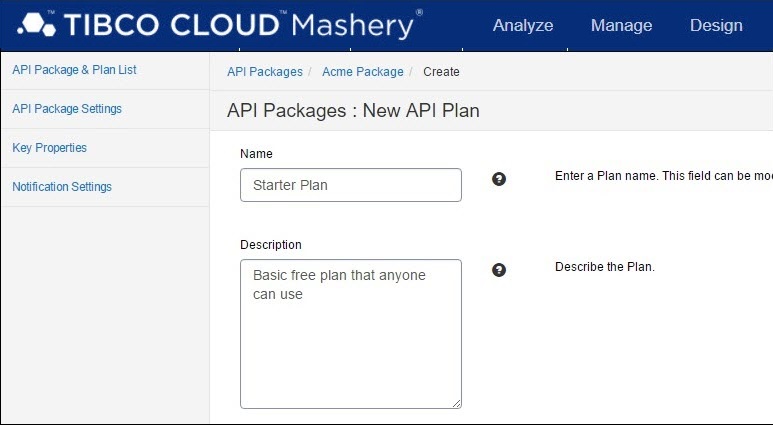 TIBCO CLOUD™ Mashery®
Analyze Manage Design
API Package & Plan List
API Package Settings
Key Properties
Notification Settings
API Packages / Acme Package / Create
API Packages : New API Plan
Name
Starter Plan
Enter a Plan name. This field can be
Description
Basic free plan that anyone
can use
Describe the Plan.